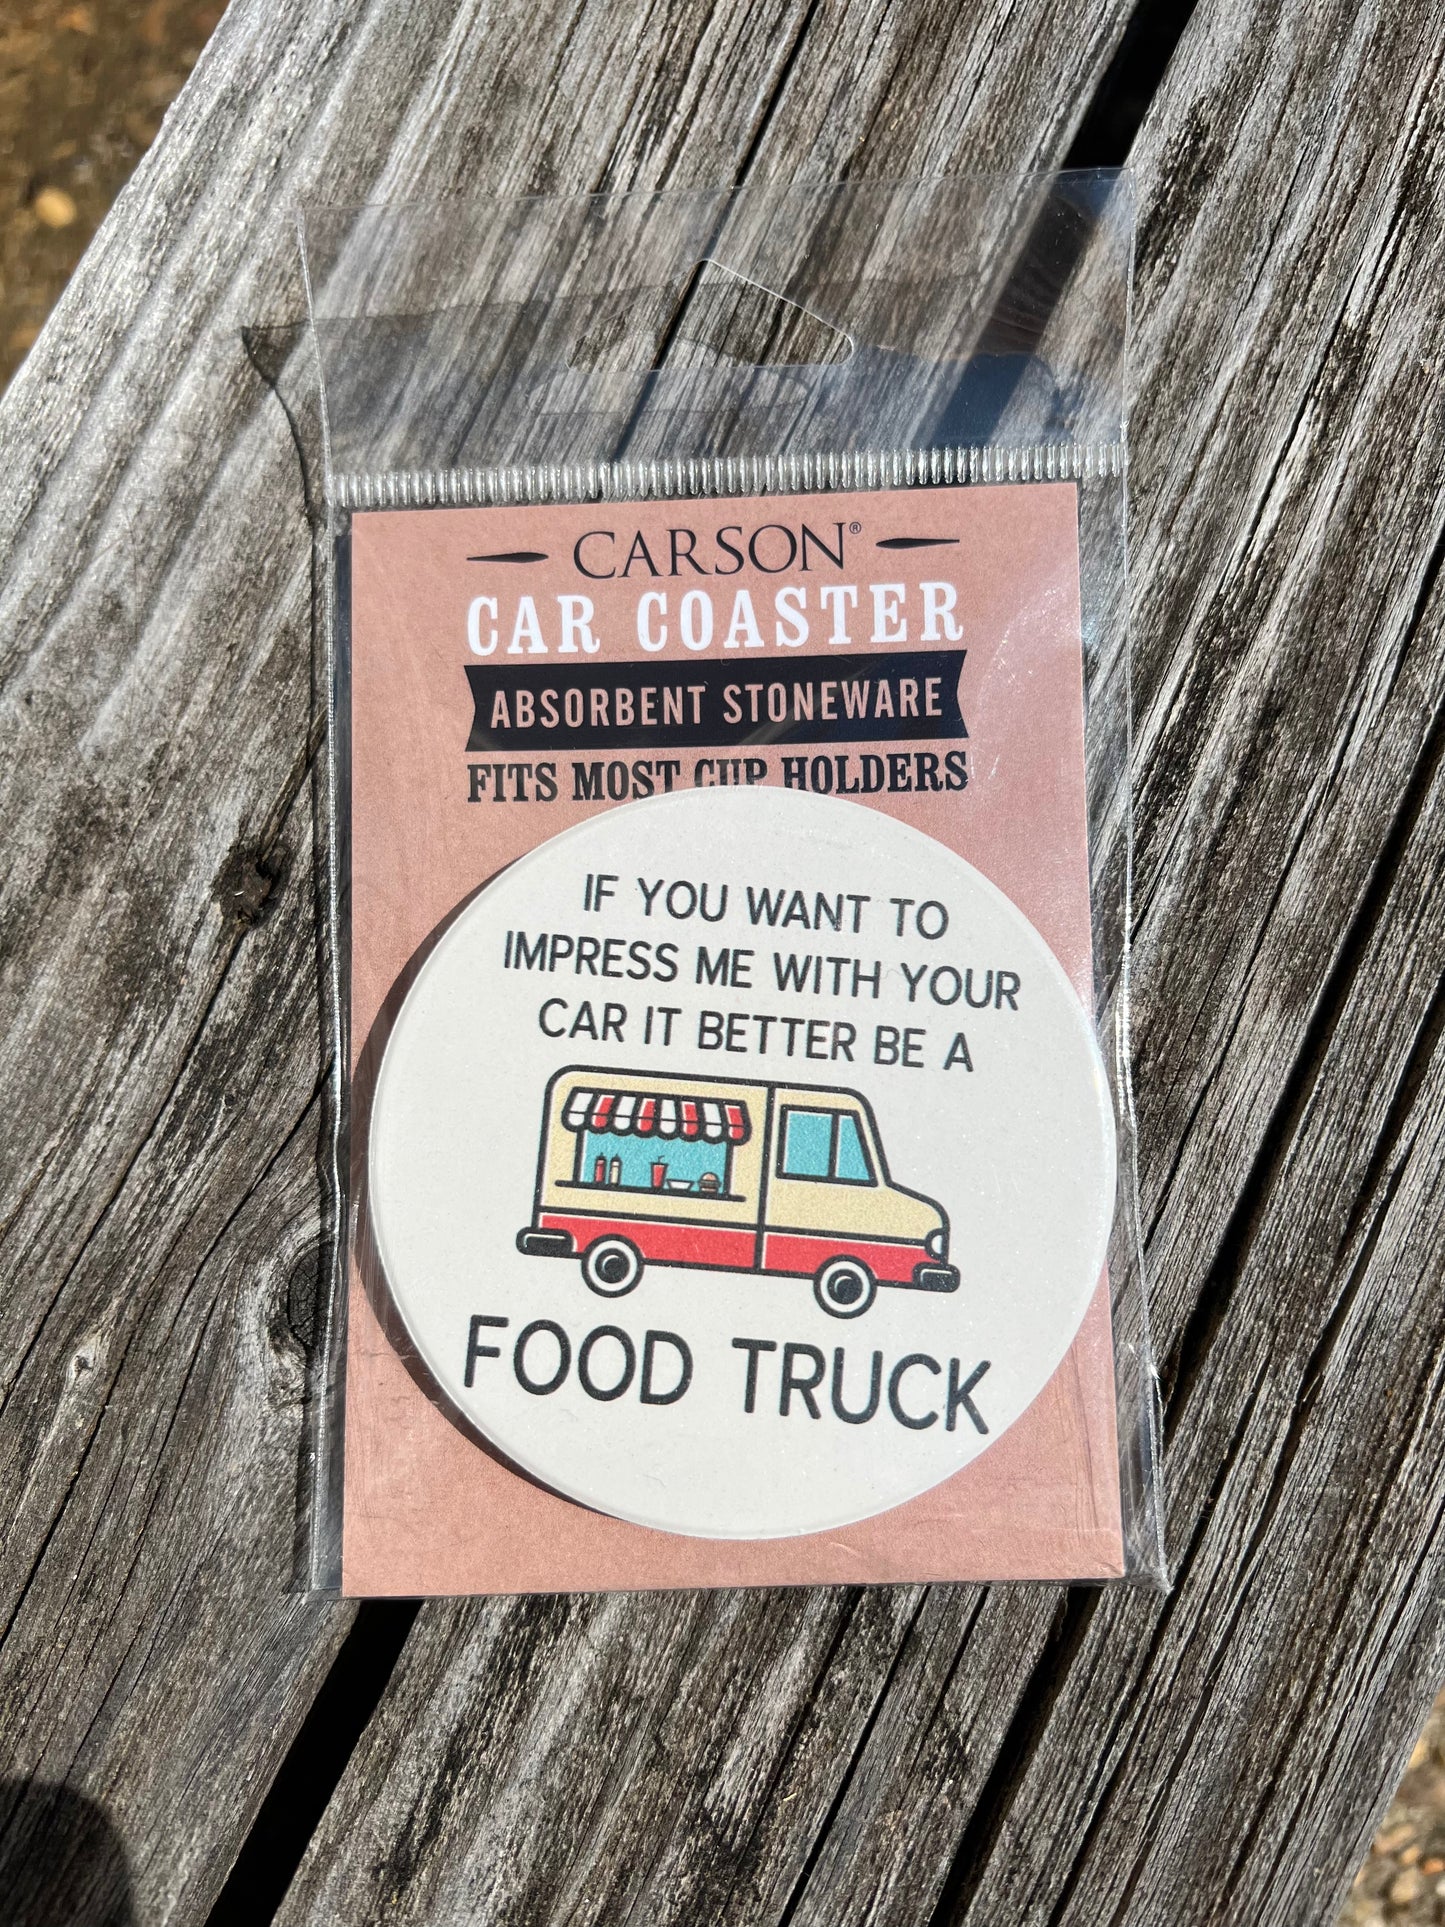 CARSON®
CAR COASTER
ABSORBENT STONEWARE
FITS MOST CUP HOLDERS
IF YOU WANT TO
IMPRESS ME WITH YOUR
CAR IT BETTER BE A
FOOD TRUCK